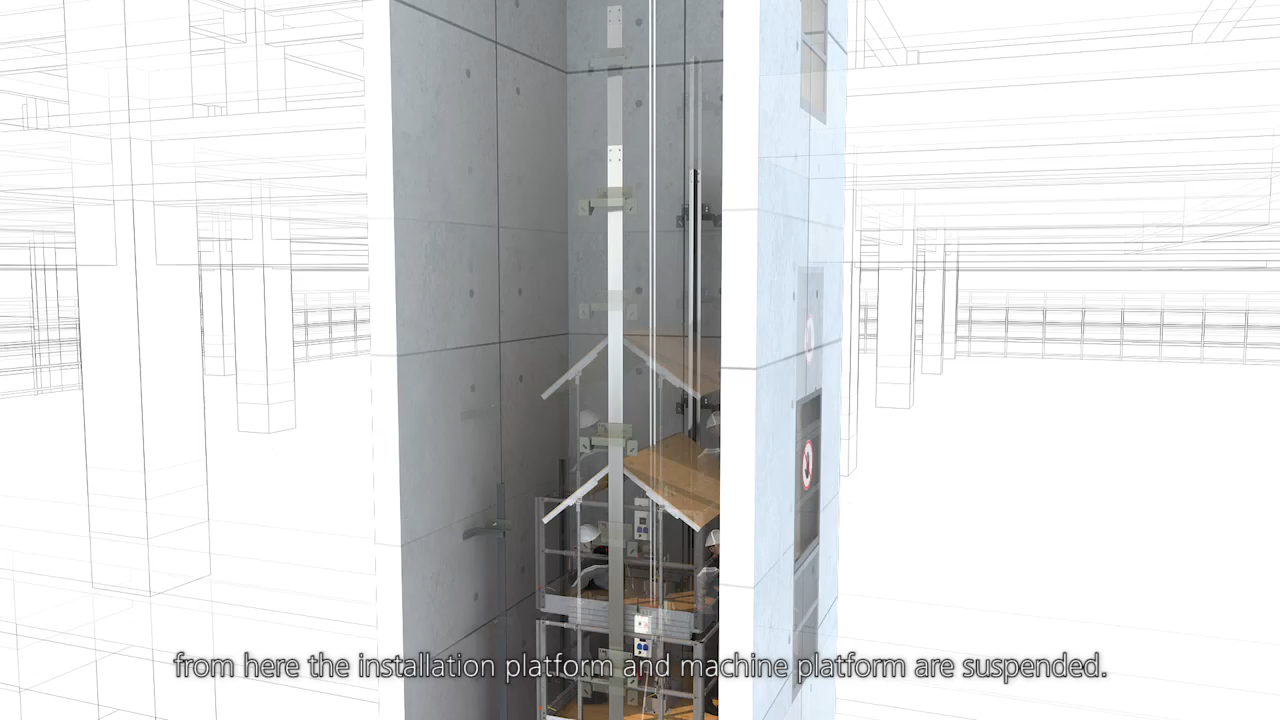 from here the installation platform and machine platform are suspended.